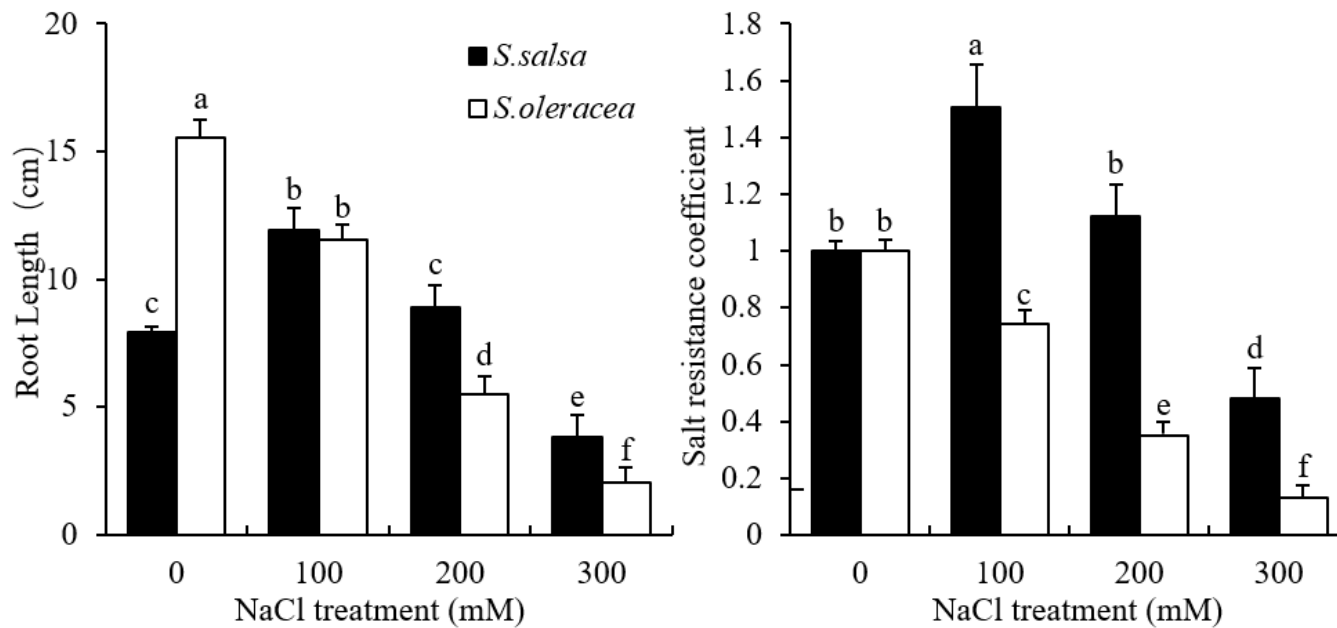 20
15
10
5
0
Root Length (cm)
S.salsa
S.oleracea
c
a
b
b
c
d
e
f
0 100 200 300
NaCl treatment (mM)
1.8
1.6
1.4
1.2
1
0.8
0.6
0.4
0.2
0
Salt resistance coefficient
b
b
a
c
b
e
d
f
0 100 200 300
NaCl treatment (mM)